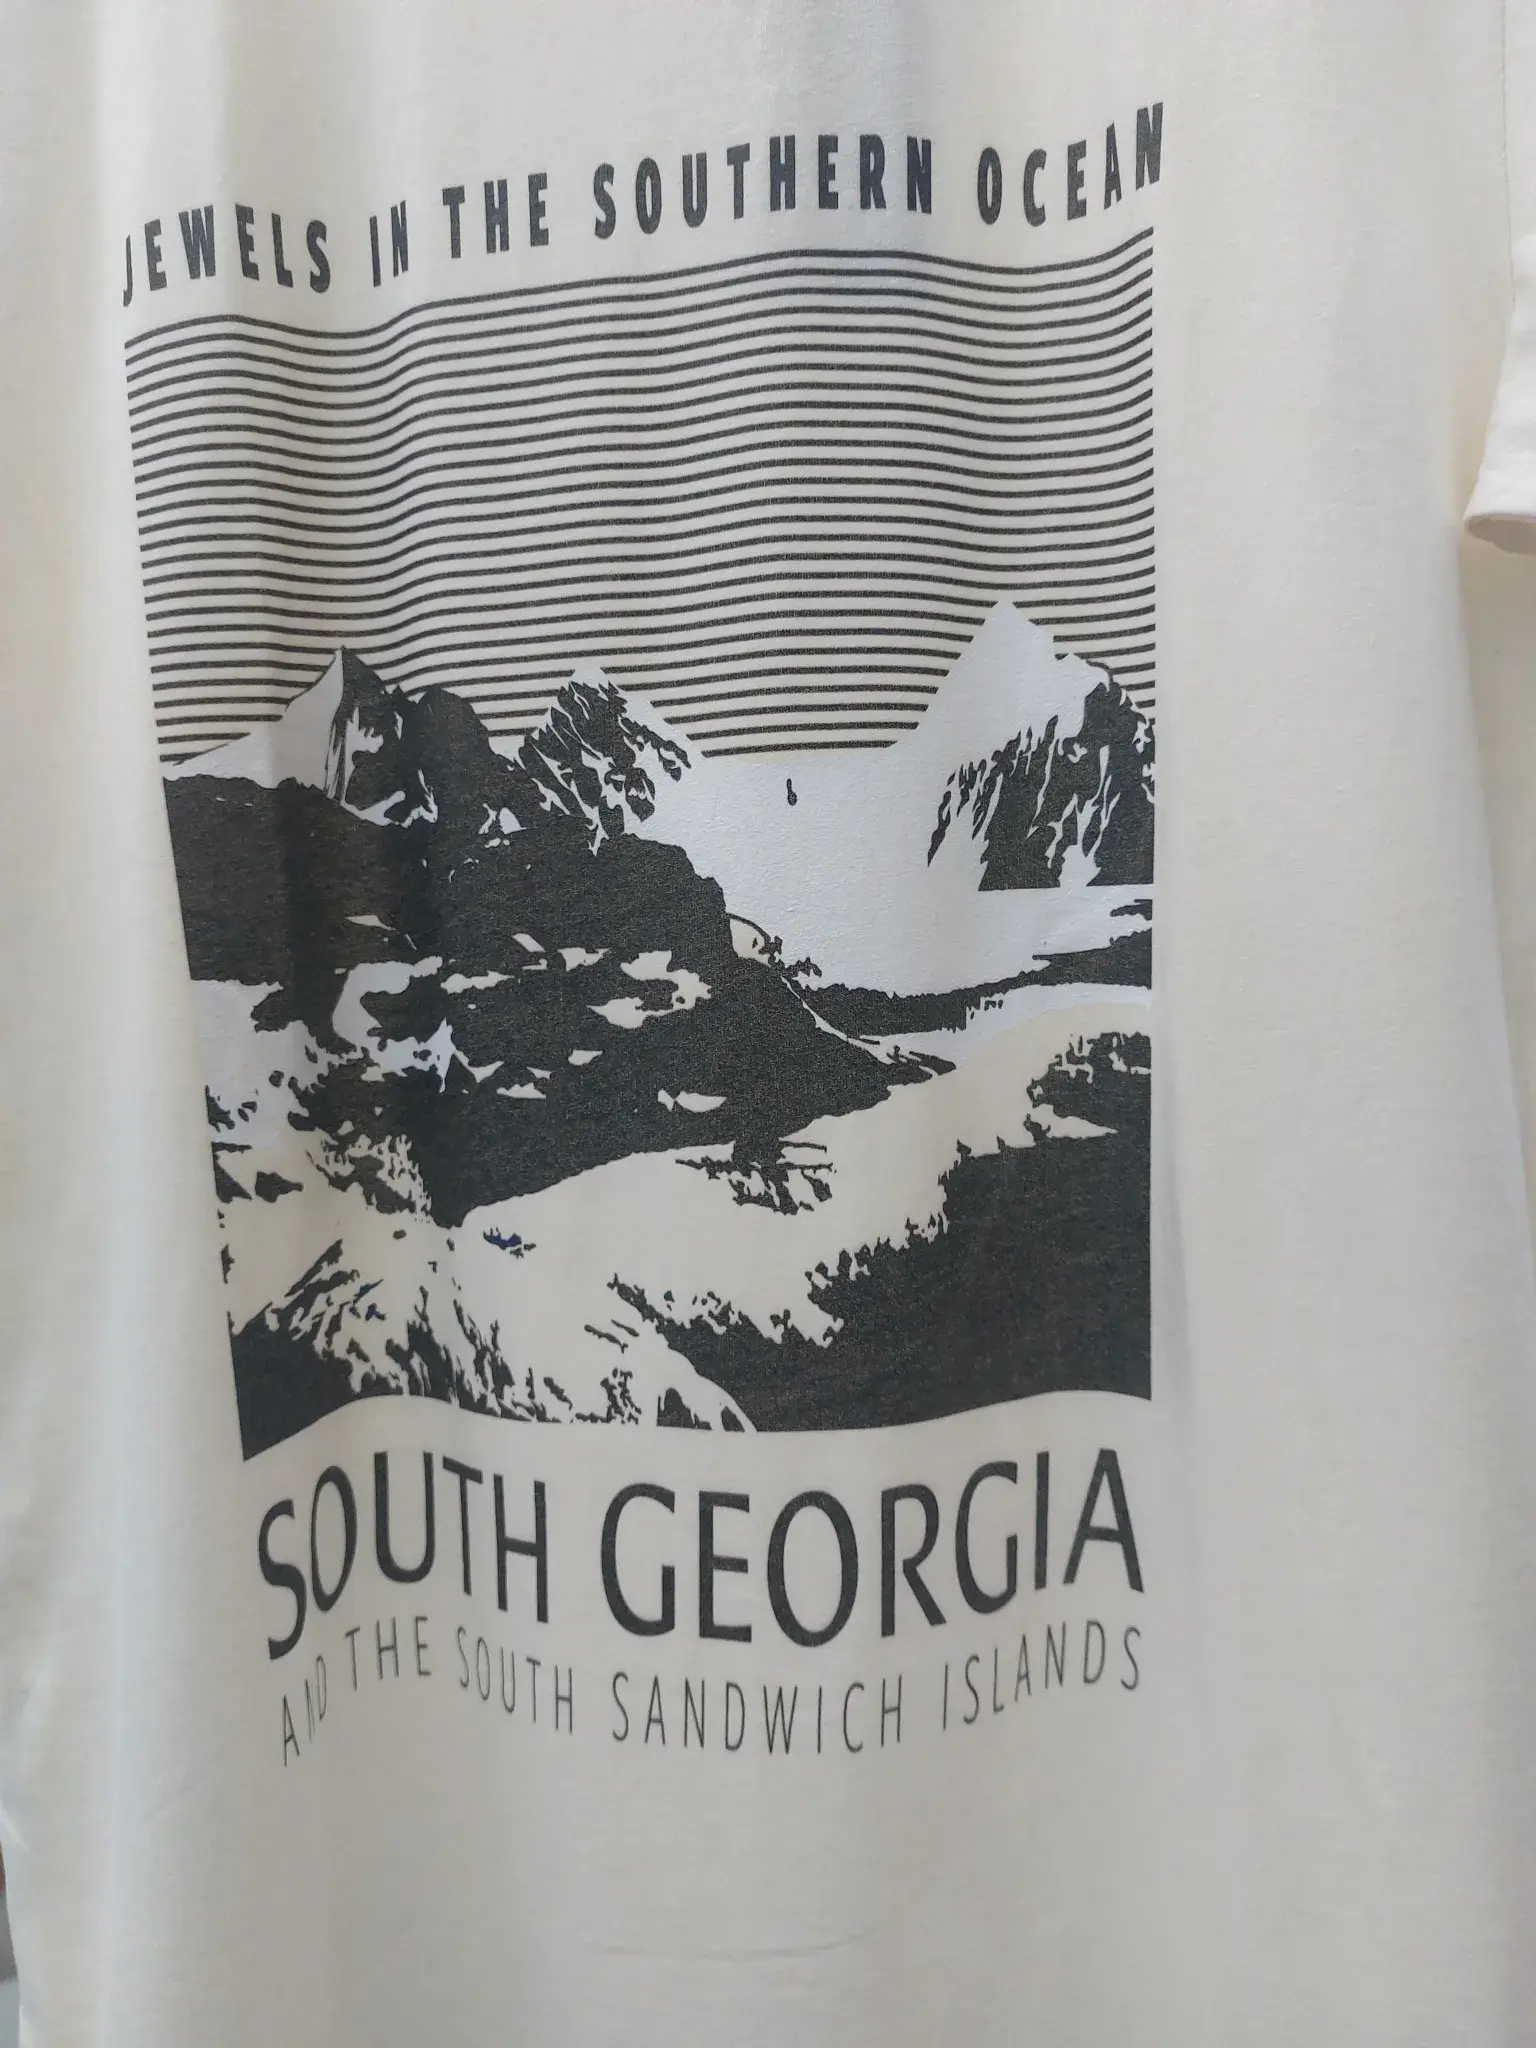 JEWELS IN THE SOUTHERN OCEAN
SOUTH GEORGIA
AND THE SOUTH SANDWICH ISLANDS